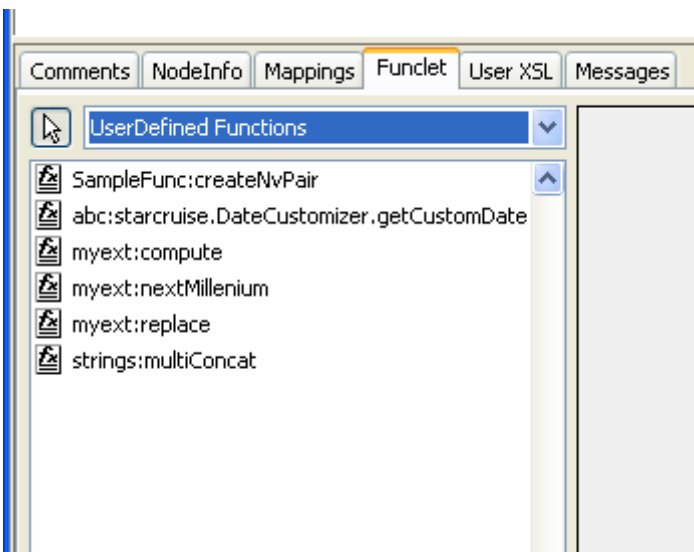 Comments NodeInfo Mappings Funclet User XSL Messages
UserDefined Functions
SampleFunc:createNvPair
abc:starcruise.DateCustomizer.getCustomDate
myext:compute
myext:nextMillenium
myext:replace
strings:multiConcat